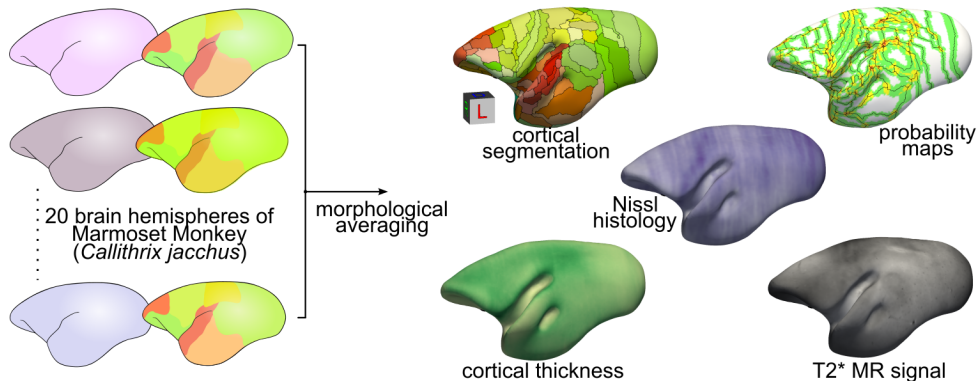 20 brain hemispheres of
Marmoset Monkey
(Callithrix jacchus)
morphological
averaging
L
cortical
segmentation
probability
maps
Nissl
histology
cortical thickness
T2* MR signal